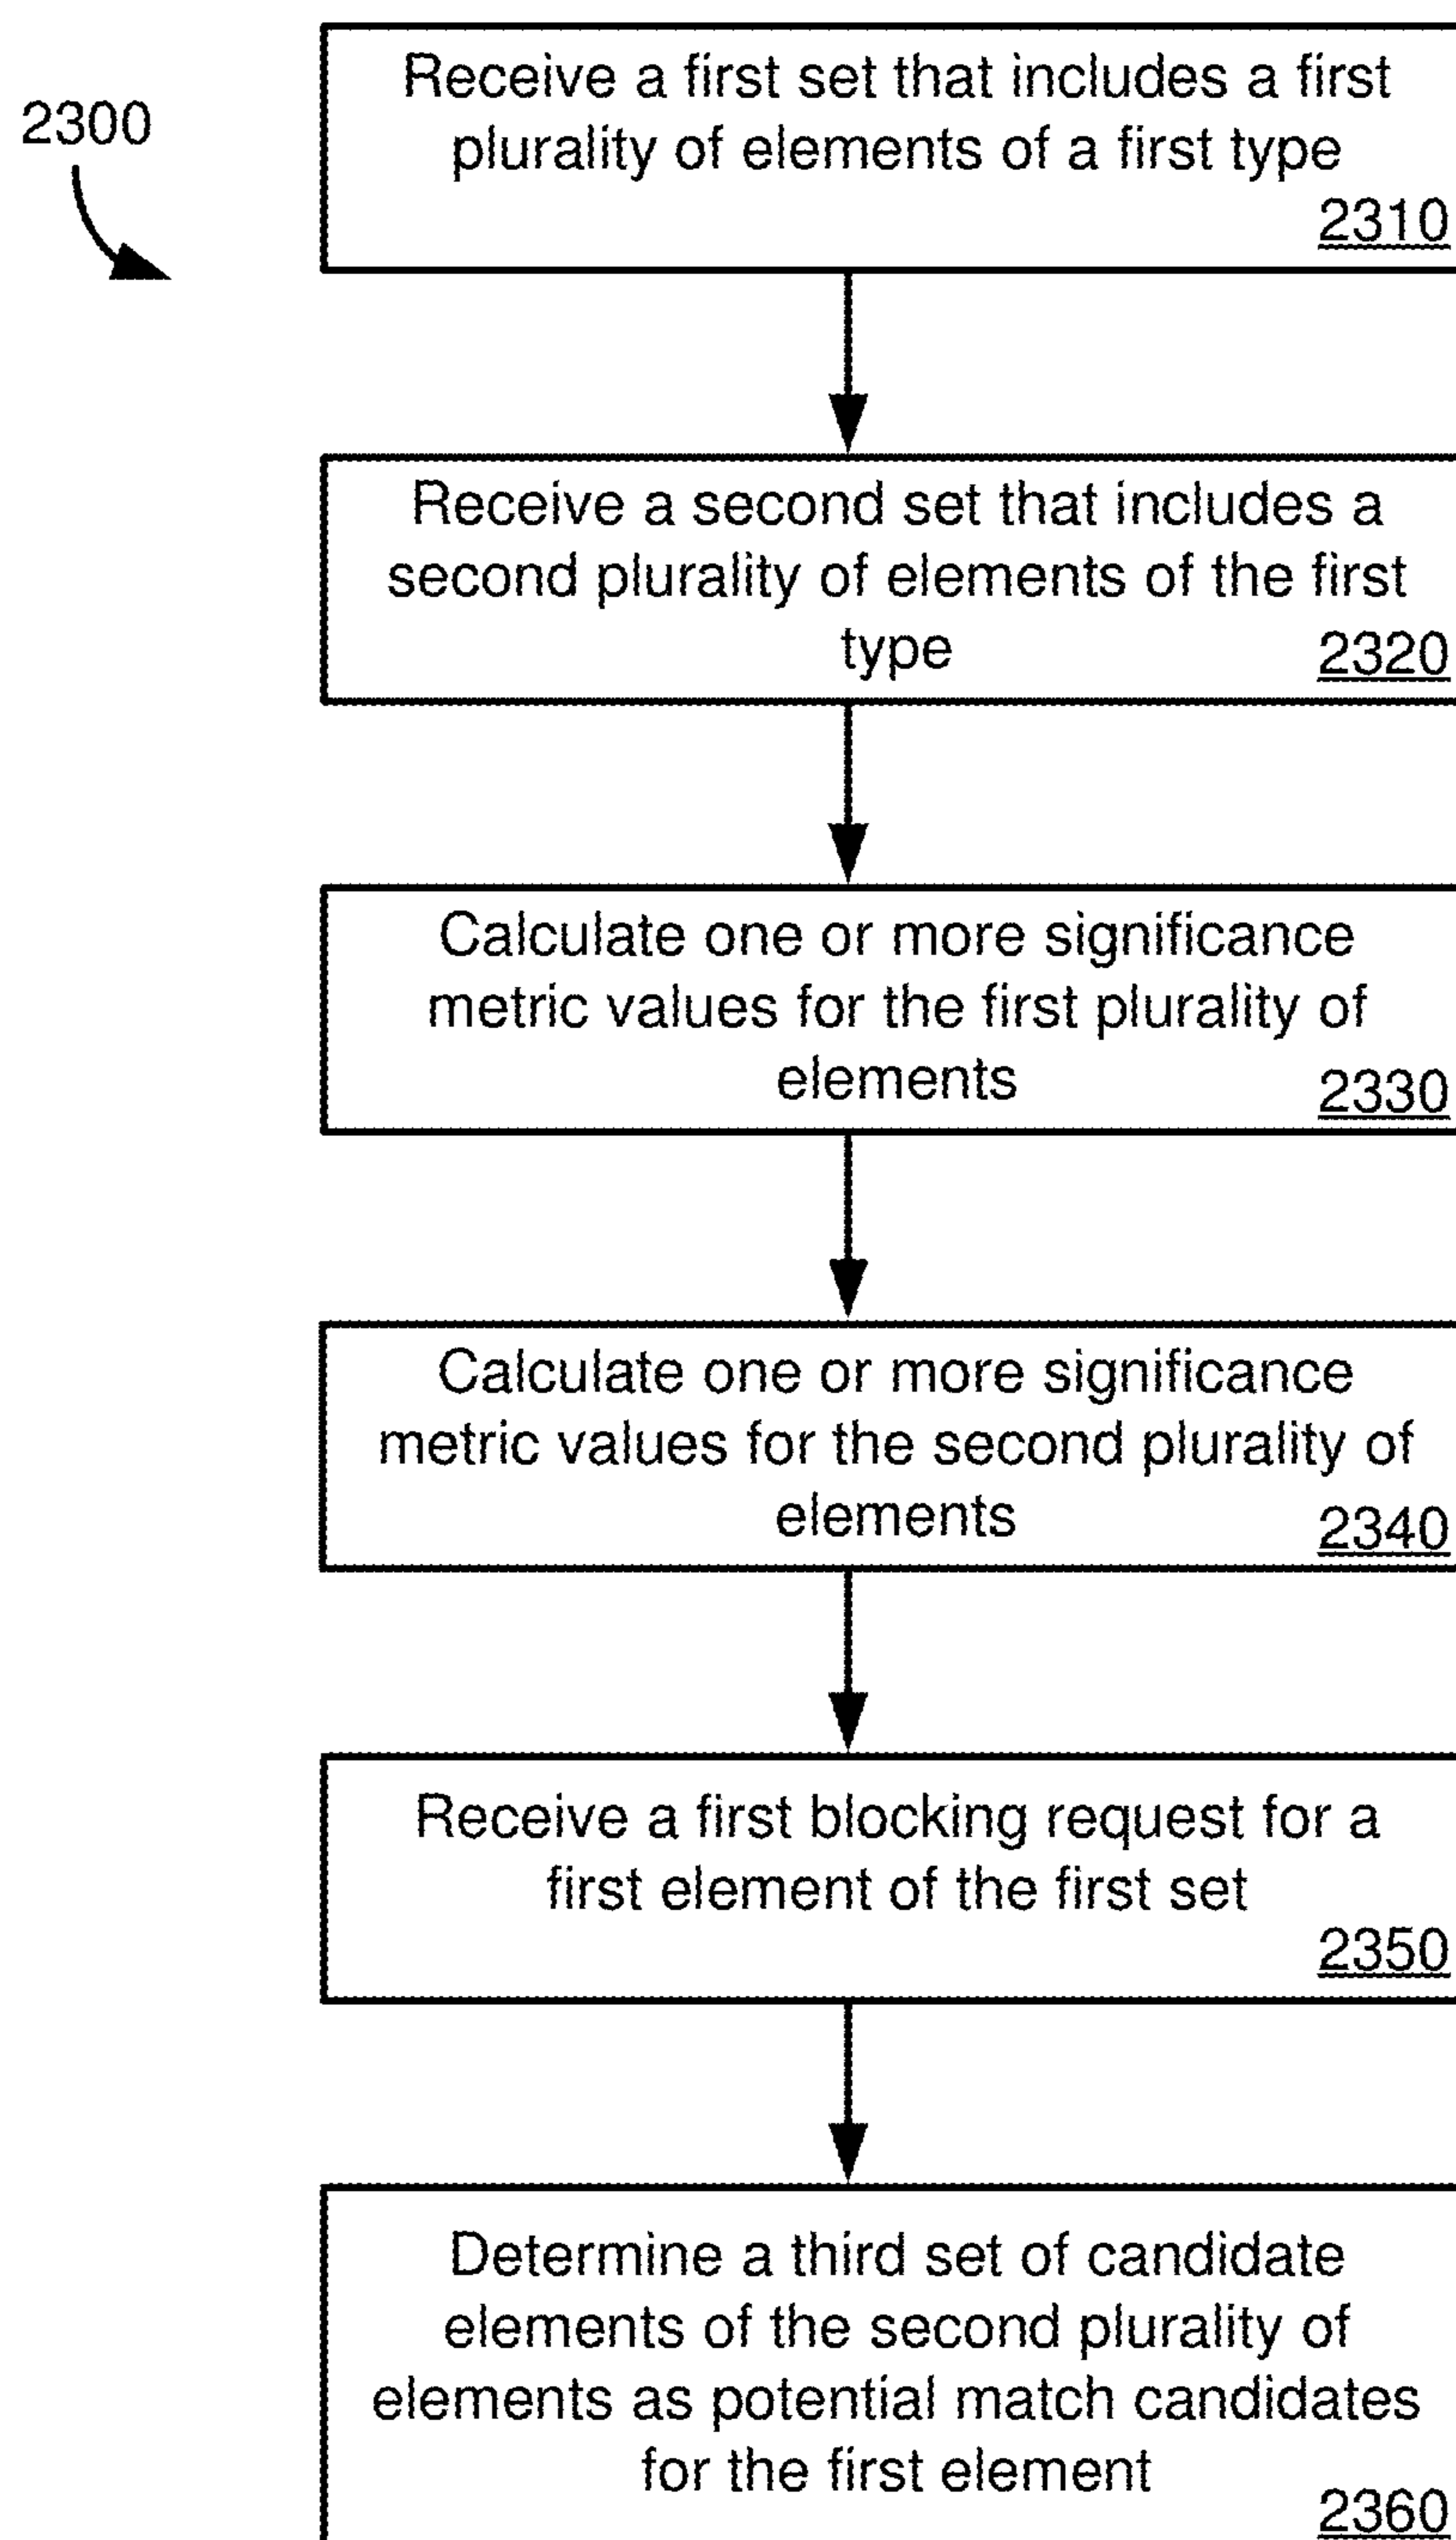 2300
Receive a first set that includes a first
plurality of elements of a first type
2310
Receive a second set that includes a
second plurality of elements of the first
type
2320
Calculate one or more significance
metric values for the first plurality of
elements
2330
Calculate one or more significance
metric values for the second plurality of
elements
2340
Receive a first blocking request for a
first element of the first set
2350
Determine a third set of candidate
elements of the second plurality of
elements as potential match candidates
for the first element
2360